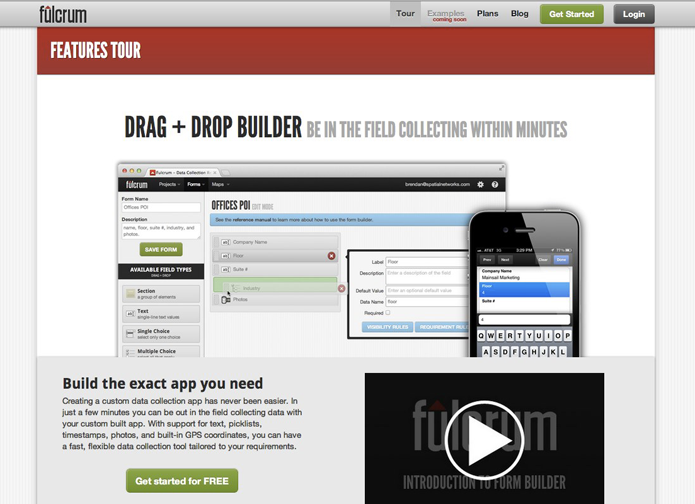 fulcrum
Tour
Examples
coming soon
Plans
Blog
Get Started
Login
FEATURES TOUR
DRAG + DROP BUILDER BE IN THE FIELD COLLECTING WITHIN MINUTES
Fulcrum - Data Collection
fulcrum
Projects
Forms
Maps
brendan@spatialnetworks.com
Form Name
Offices POI
Description
name, floor, suite #, industry, and
photos.
SAVE FORM
AVAILABLE FIELD TYPES
DRAG + DROP
Section
a group of elements
Text
single-line text values
Single Choice
select only one choice
Multiple Choice
OFFICES POI EDIT MODE
See the reference manual to learn more about how to use the form builder.
Company Name
Floor
Suite #
Industry
Photos
Label
Floor
Description
Enter a description of the field
Default Value
Enter an optional default value
Data Name
floor
Required
VISIBILITY RULES
REQUIREMENT RULES
AT&T
3:29 PM
77%
Prev
Next
Clear
Done
Company Name
Mainsail Marketing
Floor
4
Suite #
4
Q W E R T Y U I O P
A S D F G H J K L
Build the exact app you need
Creating a custom data collection app has never been easier. In
just a few minutes you can be out in the field collecting data with
your custom built app. With support for text, picklists,
timestamps, photos, and built-in GPS coordinates, you can have
a fast, flexible data collection tool tailored to your requirements.
Get started for FREE
fulcrum
INTRODUCTION TO FORM BUILDER